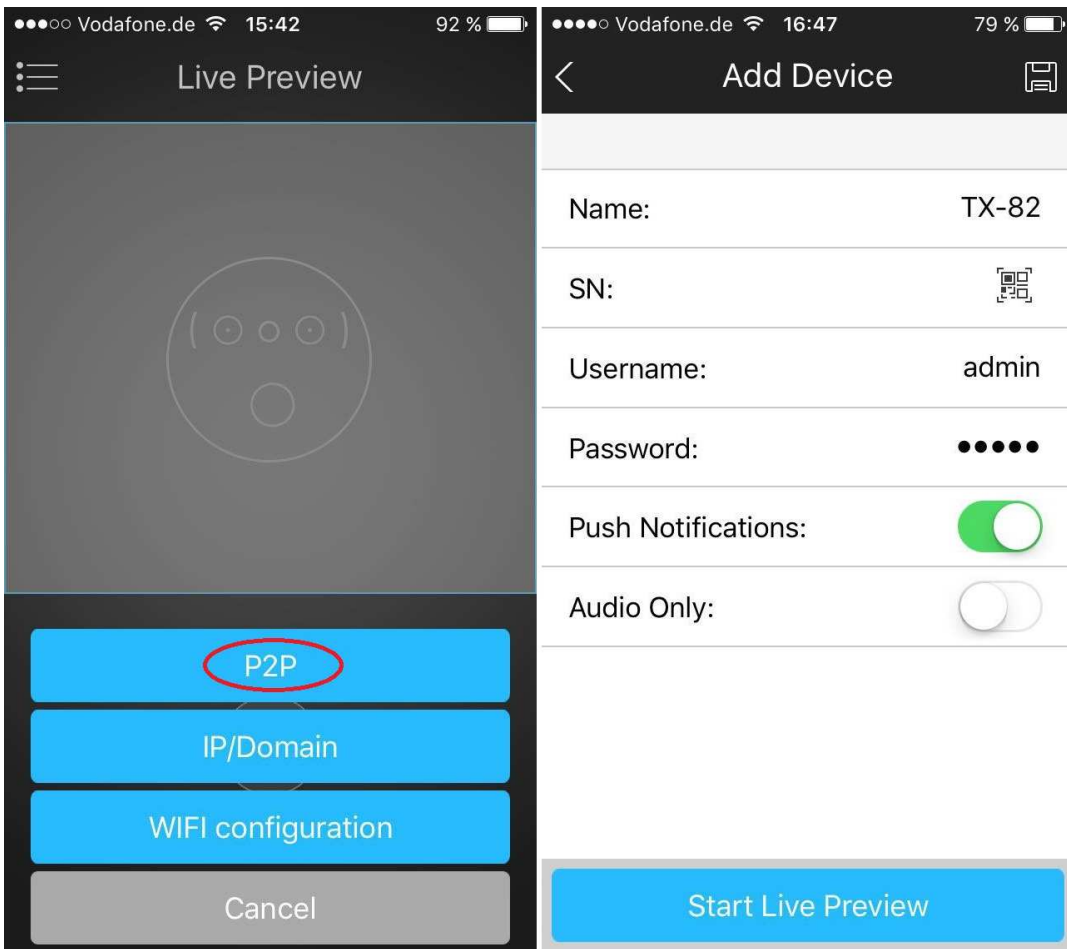 Vodafone.de 15:42 92 %
Live Preview
P2P
IP/Domain
WIFI configuration
Cancel
Vodafone.de 16:47 79 %
Add Device
Name: TX-82
SN:
Username: admin
Password: •••••
Push Notifications:
Audio Only:
Start Live Preview